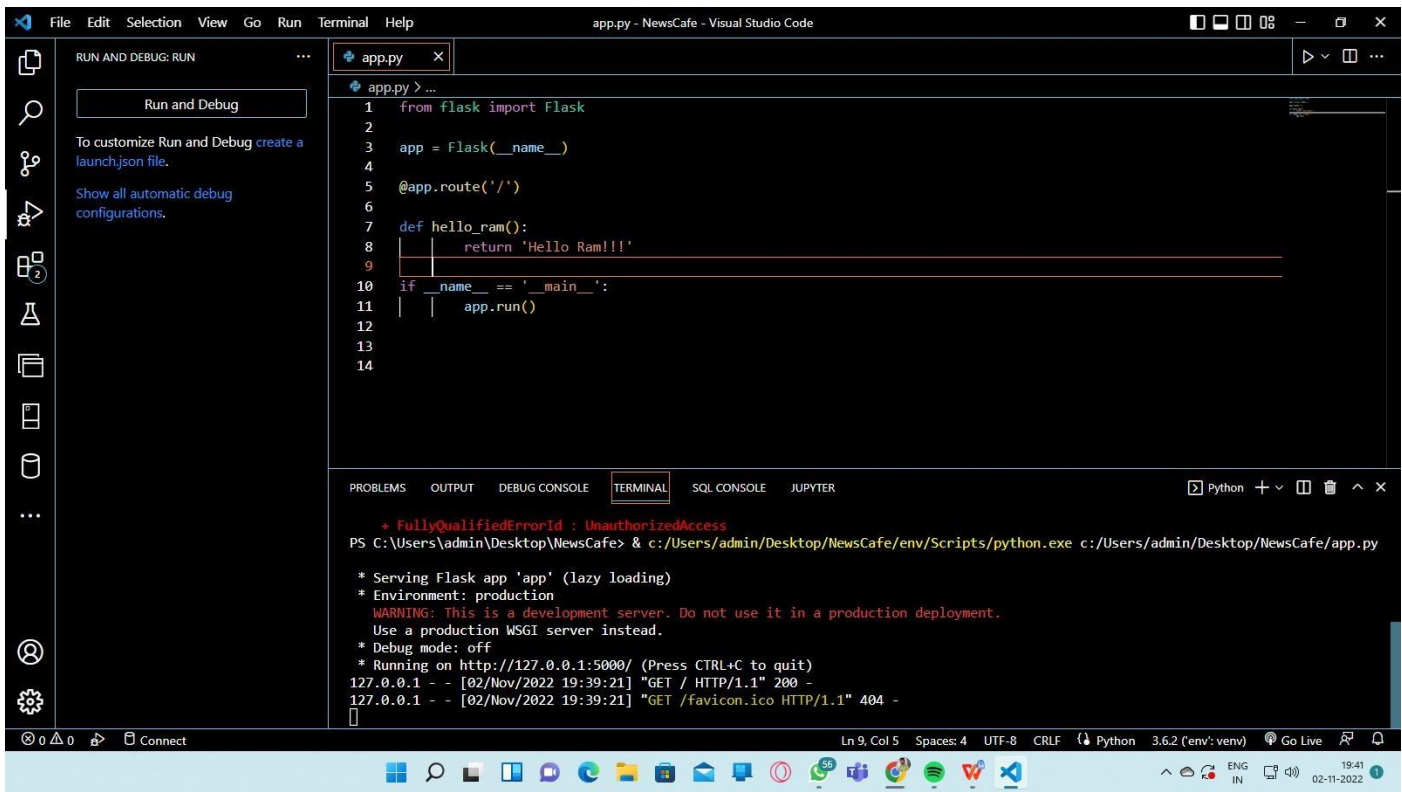 File Edit Selection View Go Run Terminal Help app.py - NewsCafe - Visual Studio Code
RUN AND DEBUG: RUN ...
Run and Debug
To customize Run and Debug create a
launch.json file.
Show all automatic debug
configurations.
2
app.py
app.py > ...
1 from flask import Flask
2
3 app = Flask(__name__)
4
5 @app.route('/')
6
7 def hello_ram():
8 return 'Hello Ram!!!'
9
10 if __name__ == '__main__':
11 app.run()
12
13
14
PROBLEMS OUTPUT DEBUG CONSOLE TERMINAL SQL CONSOLE JUPYTER Python
+ FullyQualifiedErrorId : UnauthorizedAccess
PS C:\Users\admin\Desktop\NewsCafe> & c:/Users/admin/Desktop/NewsCafe/env/Scripts/python.exe c:/Users/admin/Desktop/NewsCafe/app.py
* Serving Flask app 'app' (lazy loading)
* Environment: production
WARNING: This is a development server. Do not use it in a production deployment.
Use a production WSGI server instead.
* Debug mode: off
* Running on http://127.0.0.1:5000/ (Press CTRL+C to quit)
127.0.0.1 - - [02/Nov/2022 19:39:21] "GET / HTTP/1.1" 200 -
127.0.0.1 - - [02/Nov/2022 19:39:21] "GET /favicon.ico HTTP/1.1" 404 -
0 0 Connect Ln 9, Col 5 Spaces: 4 UTF-8 CRLF Python 3.6.2 ('env': venv) Go Live
56
ENG 19:41
IN 02-11-2022 1